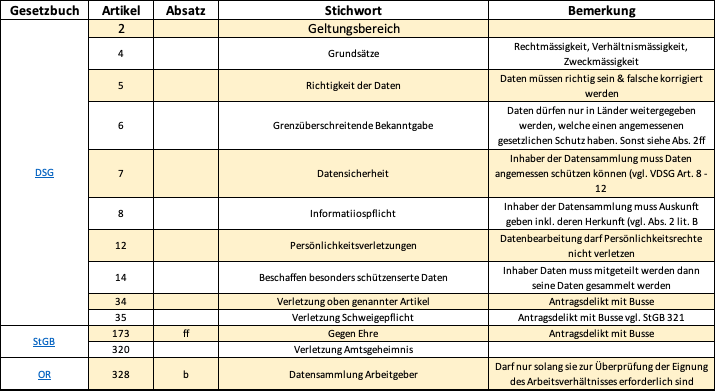 Gesetzbuch Artikel Absatz Stichwort Bemerkung
2 Geltungsbereich
4 Grundsätze Rechtmässigkeit, Verhältnismässigkeit,
Zweckmässigkeit
5 Richtigkeit der Daten Daten müssen richtig sein & falsche korrigiert
werden
6 Grenzüberschreitende Bekanntgabe Daten dürfen nur in Länder weitergegeben
werden, welche einen angemessenen
gesetzlichen Schutz haben. Sonst siehe Abs. 2ff
DSG 7 Datensicherheit Inhaber der Datensammlung muss Daten
angemessen schützen können (vgl. VDSG Art. 8 -
12
8 Informatiiospflicht Inhaber der Datensammlung muss Auskunft
geben inkl. deren Herkunft (vgl. Abs. 2 lit. B
12 Persönlichkeitsverletzungen Datenbearbeitung darf Persönlichkeitsrechte
nicht verletzen
14 Beschaffen besonders schützenserte Daten Inhaber Daten muss mitgeteilt werden dann
seine Daten gesammelt werden
34 Verletzung oben genannter Artikel Antragsdelikt mit Busse
35 Verletzung Schweigepflicht Antragsdelikt mit Busse vgl. StGB 321
StGB 173 ff Gegen Ehre Antragsdelikt mit Busse
320 Verletzung Amtsgeheimnis
OR 328 b Datensammlung Arbeitgeber Darf nur solang sie zur Überprüfung der Eignung
des Arbeitsverhältnisses erforderlich sind